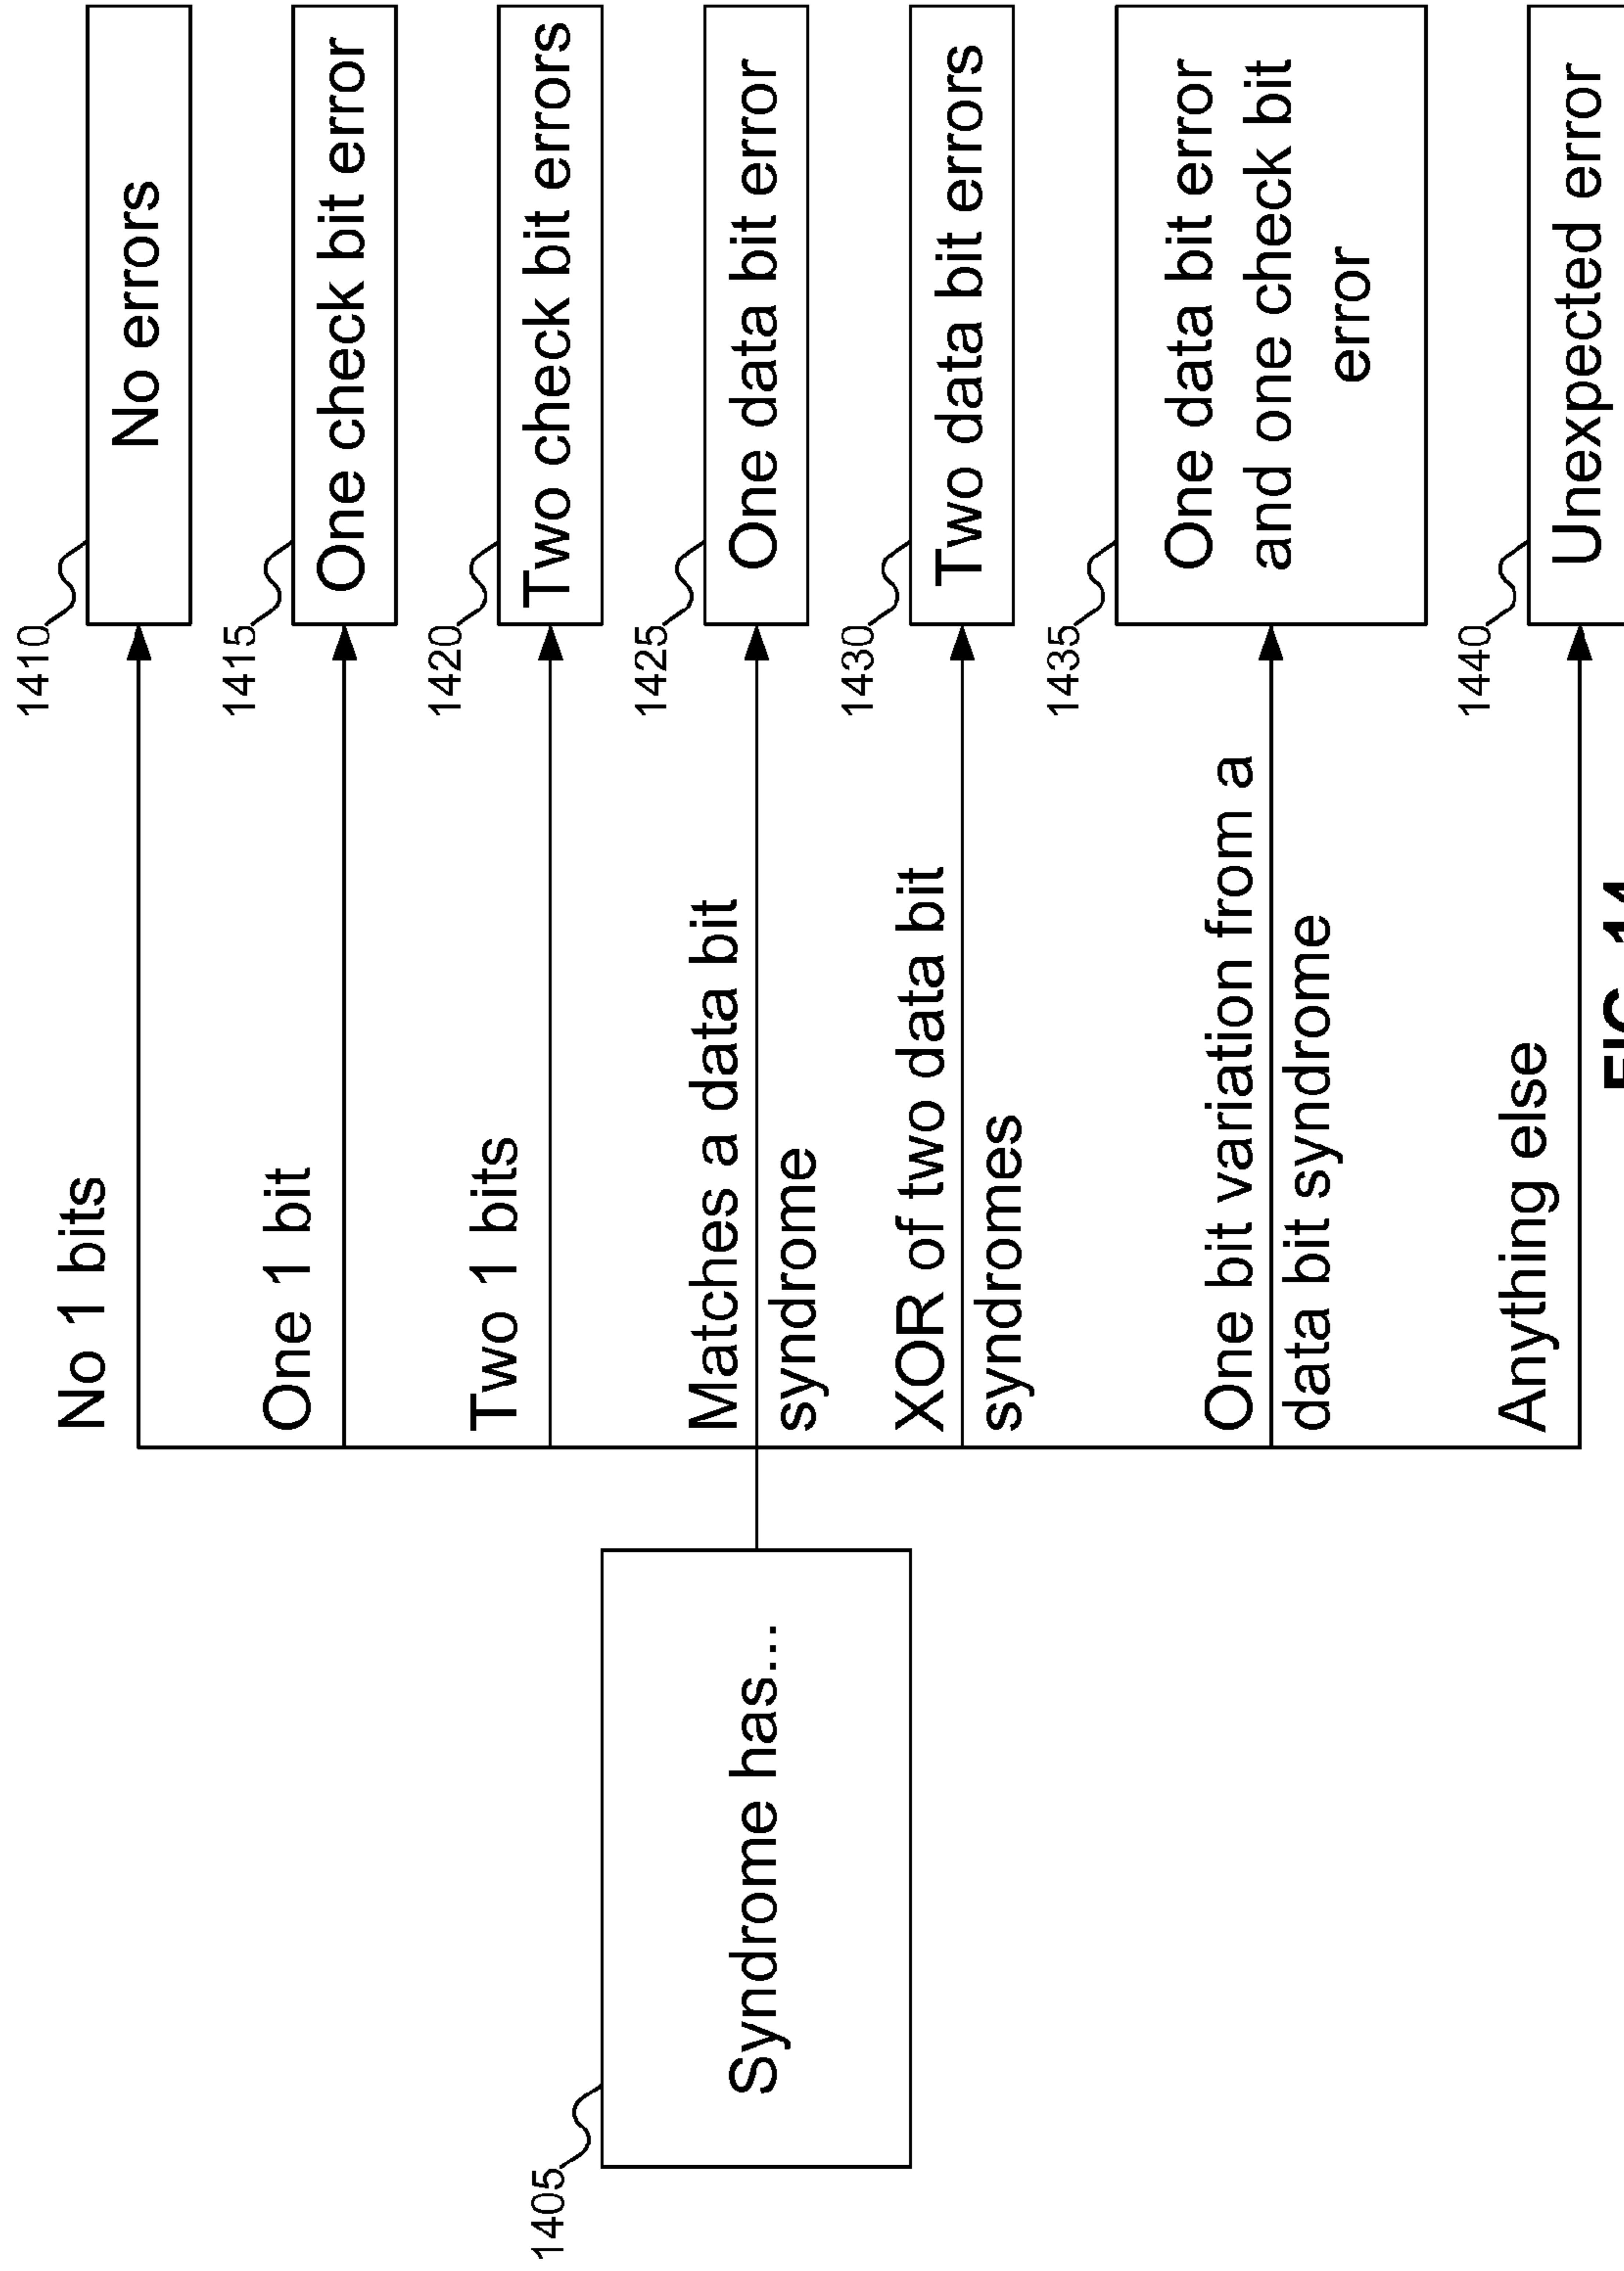 1405
Syndrome has...
No 1 bits
1410
No errors
One 1 bit
1415
One check bit error
Two 1 bits
1420
Two check bit errors
Matches a data bit
syndrome
1425
One data bit error
XOR of two data bit
syndromes
1430
Two data bit errors
One bit variation from a
data bit syndrome
1435
One data bit error
and one check bit
error
Anything else
1440
Unexpected error
FIG. 14